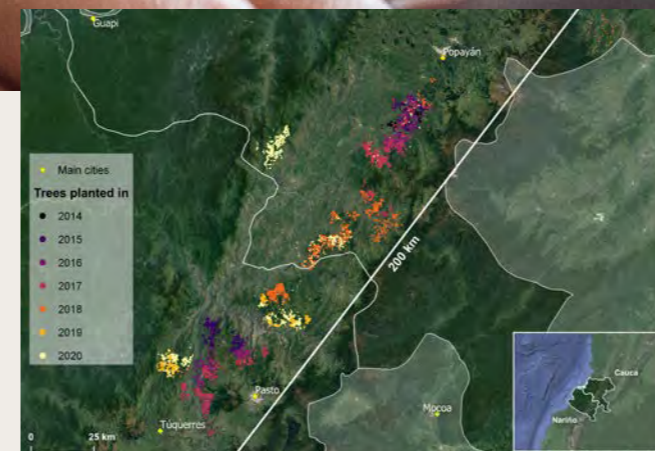 Guapi
Popayán
Main cities
Trees planted in
2014
2015
2016
2017
2018
2019
2020
200 km
Pasto
Mocoa
Túquerres
0 25 km
Cauca
Nariño